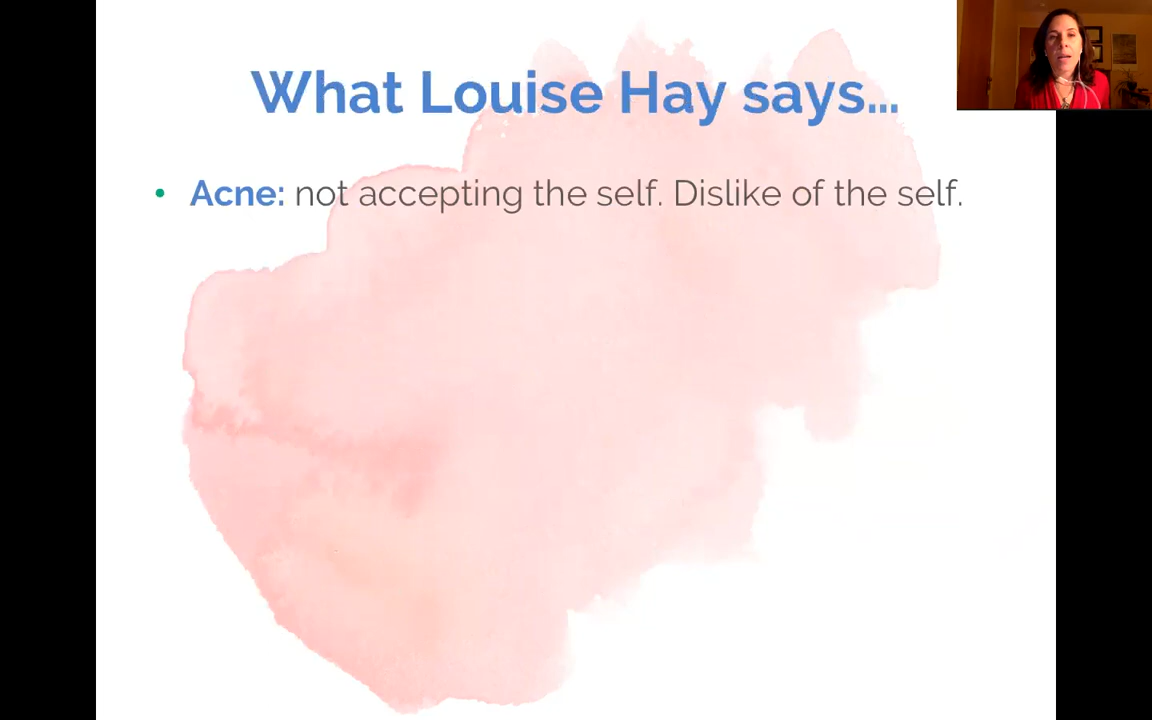 What Louise Hay says...
• Acne: not accepting the self. Dislike of the self.